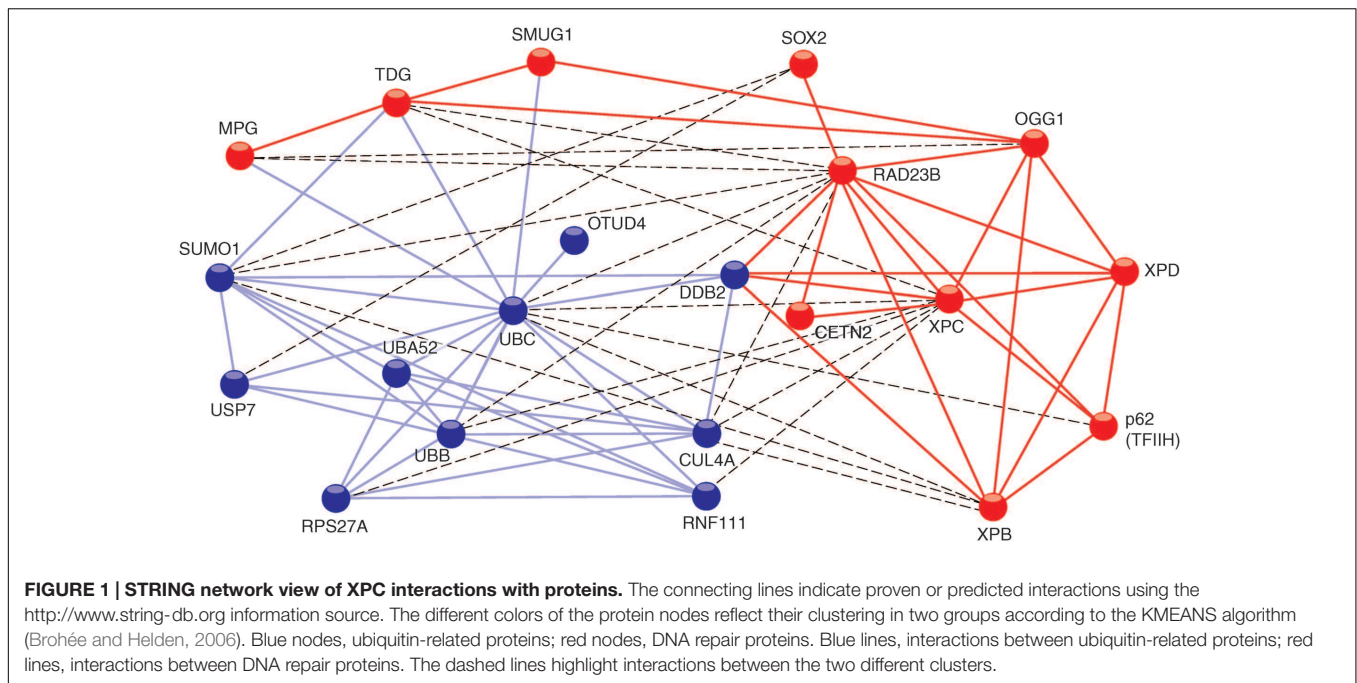 SMUG1
SOX2
TDG
MPG
OGG1
RAD23B
OTUD4
SUMO1
XPD
DDB2
UBC
CETN2
XPC
UBA52
USP7
p62
(TFIIH)
UBB
CUL4A
RPS27A
RNF111
XPB
FIGURE 1 | STRING network view of XPC interactions with proteins. The connecting lines indicate proven or predicted interactions using the
http://www.string-db.org information source. The different colors of the protein nodes reflect their clustering in two groups according to the KMEANS algorithm
(Brohée and Helden, 2006). Blue nodes, ubiquitin-related proteins; red nodes, DNA repair proteins. Blue lines, interactions between ubiquitin-related proteins; red
lines, interactions between DNA repair proteins. The dashed lines highlight interactions between the two different clusters.